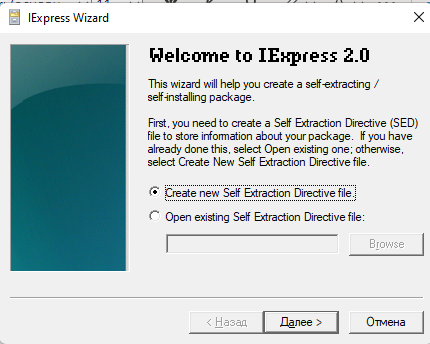 IExpress Wizard
Welcome to IExpress 2.0
This wizard will help you create a self-extracting /
self-installing package.
First, you need to create a Self Extraction Directive (SED)
file to store information about your package. If you have
already done this, select Open existing one; otherwise,
select Create New Self Extraction Directive file.
Create new Self Extraction Directive file.
Open existing Self Extraction Directive file:
Browse
< Назад
Далее >
Отмена